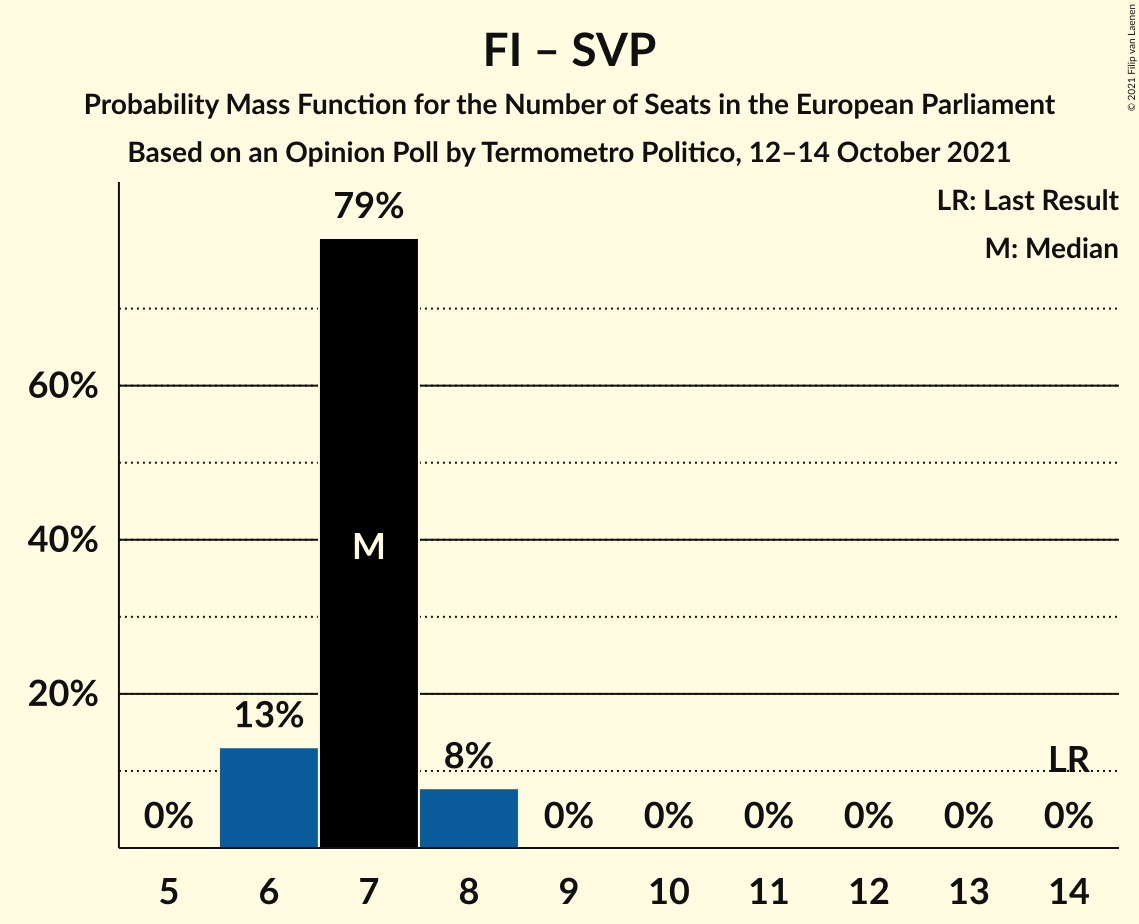 FI – SVP
Probability Mass Function for the Number of Seats in the European Parliament
Based on an Opinion Poll by Termometro Politico, 12–14 October 2021
© 2021 Filip van Laenen
LR: Last Result
M: Median
79%
60%
40%
20%
M
13%
8%
LR
0%
0%
0%
0%
0%
0%
0%
5 6 7 8 9 10 11 12 13 14